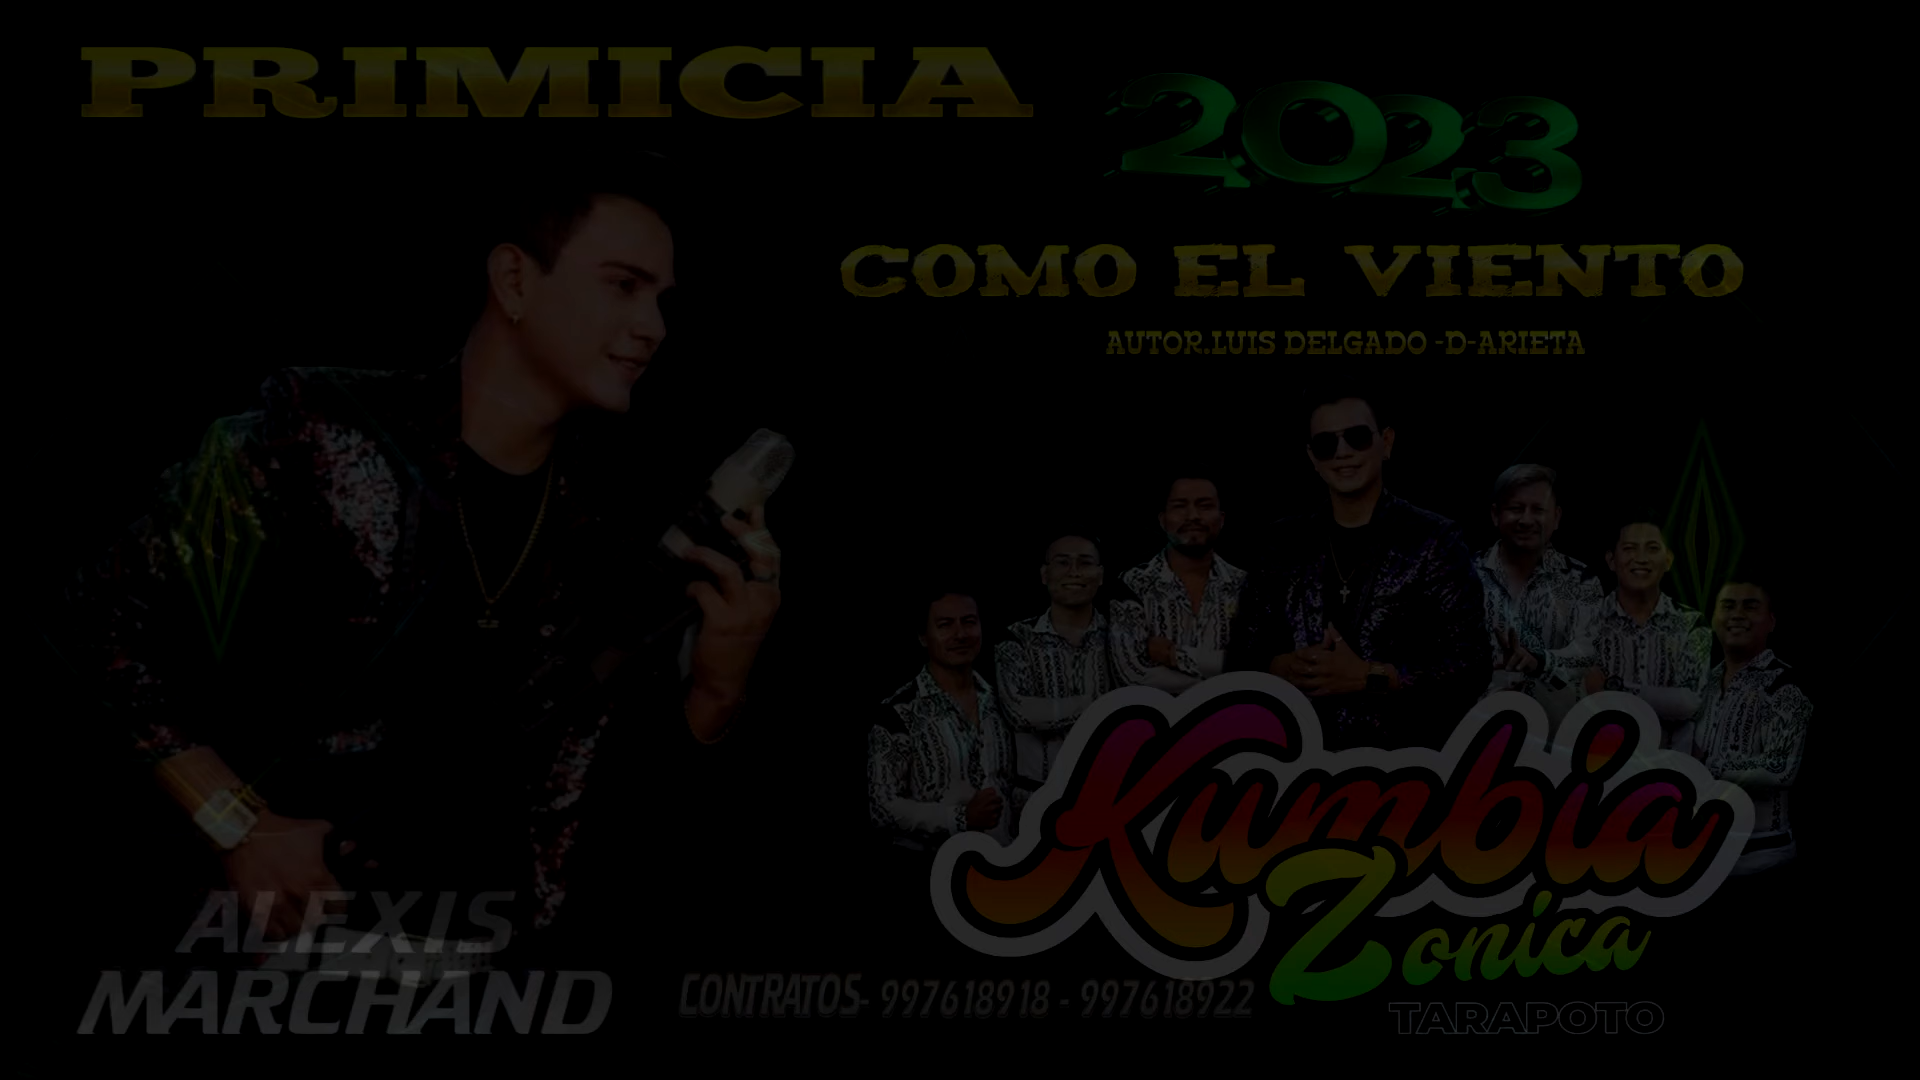 PRIMICIA
2023
COMO EL VIENTO
AUTOR.LUIS DELGADO -D-ARIETA
Kumbia
Zonica
TARAPOTO
ALEXIS
MARCHAND
CONTRATOS- 997618918 - 997618922